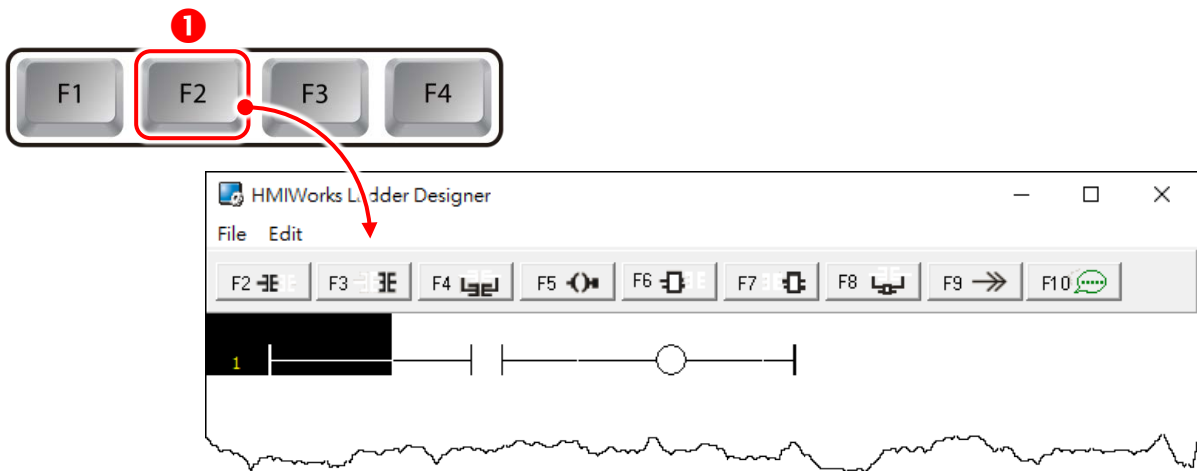 1
F1 F2 F3 F4
HMIWorks Ladder Designer
File Edit
F2 F3 F4 F5 F6 F7 F8 F9 F10
1